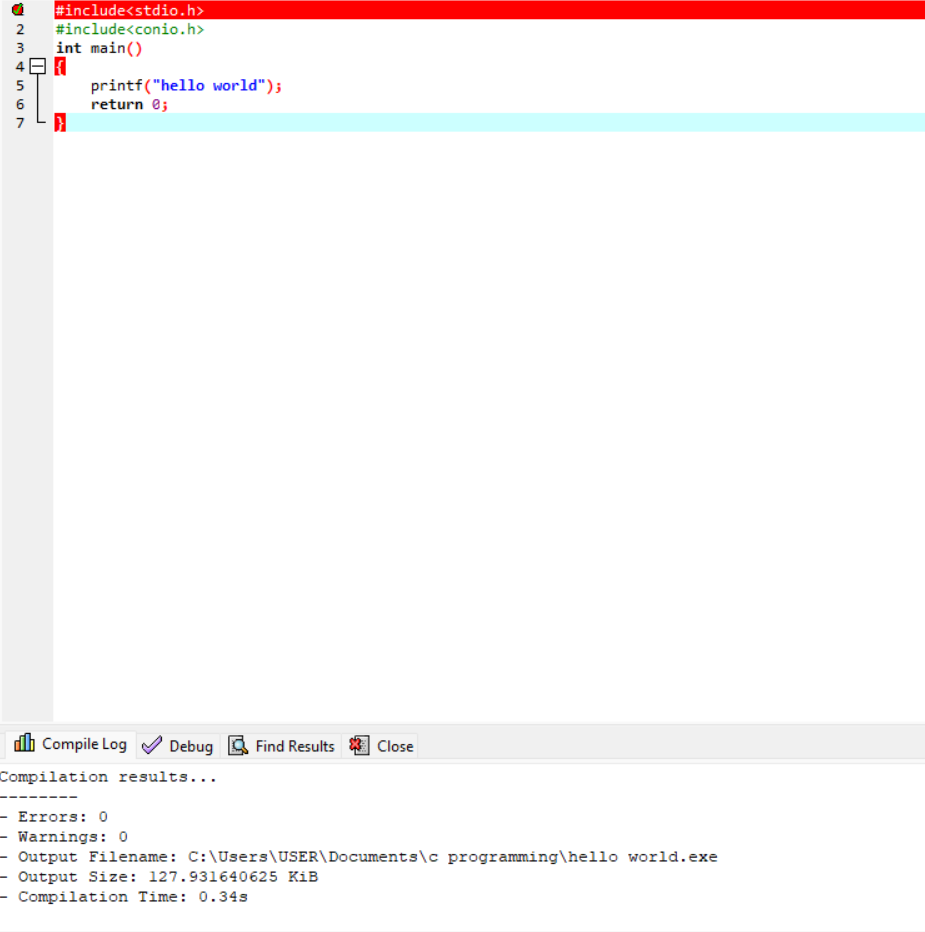 #include<stdio.h>
2 #include<conio.h>
3 int main()
4 {
5 printf("hello world");
6 return 0;
7 }
Compile Log Debug Find Results Close
Compilation results...
--------
- Errors: 0
- Warnings: 0
- Output Filename: C:\Users\USER\Documents\c programming\hello world.exe
- Output Size: 127.931640625 KiB
- Compilation Time: 0.34s